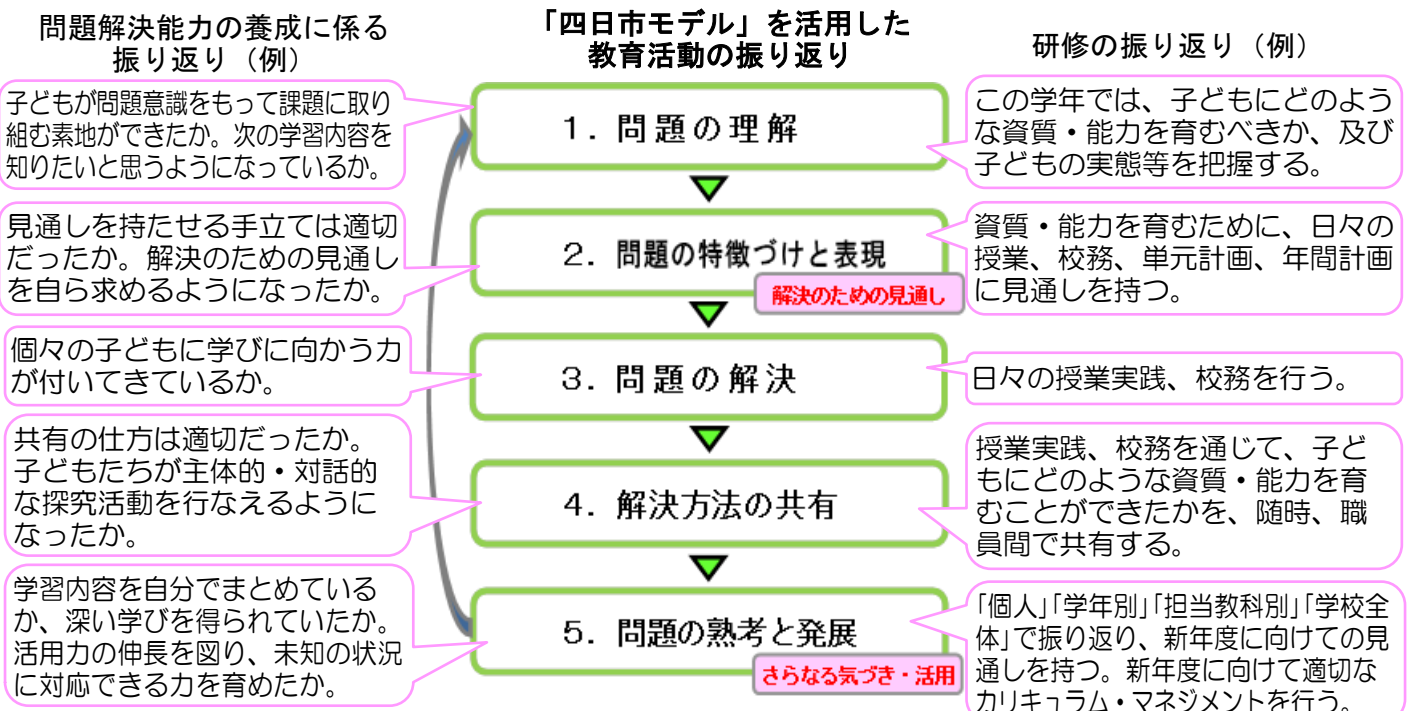 問題解決能力の養成に係る
振り返り（例）
「四日市モデル」を活用した
教育活動の振り返り
研修の振り返り（例）
子どもが問題意識をもって課題に取り
組む素地ができたか。次の学習内容を
知りたいと思うようになっているか。
1．問題の理解
この学年では、子どもにどのよう
な資質・能力を育むべきか、及び
子どもの実態等を把握する。
見通しを持たせる手立ては適切
だったか。解決のための見通し
を自ら求めるようになったか。
2．問題の特徴づけと表現
解決のための見通し
資質・能力を育むために、日々の
授業、校務、単元計画、年間計画
に見通しを持つ。
個々の子どもに学びに向かう力
が付いてきているか。
3．問題の解決
日々の授業実践、校務を行う。
共有の仕方は適切だったか。
子どもたちが主体的・対話的
な探究活動を行なえるように
なったか。
4．解決方法の共有
授業実践、校務を通じて、子ど
もにどのような資質・能力を育
むことができたかを、随時、職
員間で共有する。
学習内容を自分でまとめている
か、深い学びを得られていたか。
活用力の伸長を図り、未知の状況
に対応できる力を育めたか。
5．問題の熟考と発展
さらなる気づき・活用
「個人」「学年別」「担当教科別」「学校全
体」で振り返り、新年度に向けての見
通しを持つ。新年度に向けて適切な
カリキュラム・マネジメントを行う。